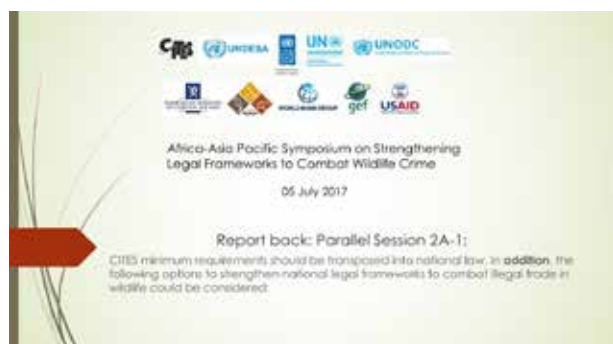 CITES UNDESA UN UNODC
WORLD BANK GROUP gef USAID
Africa-Asia Pacific Symposium on Strengthening
Legal Frameworks to Combat Wildlife Crime
05 July 2017
Report back: Parallel Session 2A-1:
CITES minimum requirements should be transposed into national law. In addition, the
following options to strengthen national legal frameworks to combat illegal trade in
wildlife could be considered: